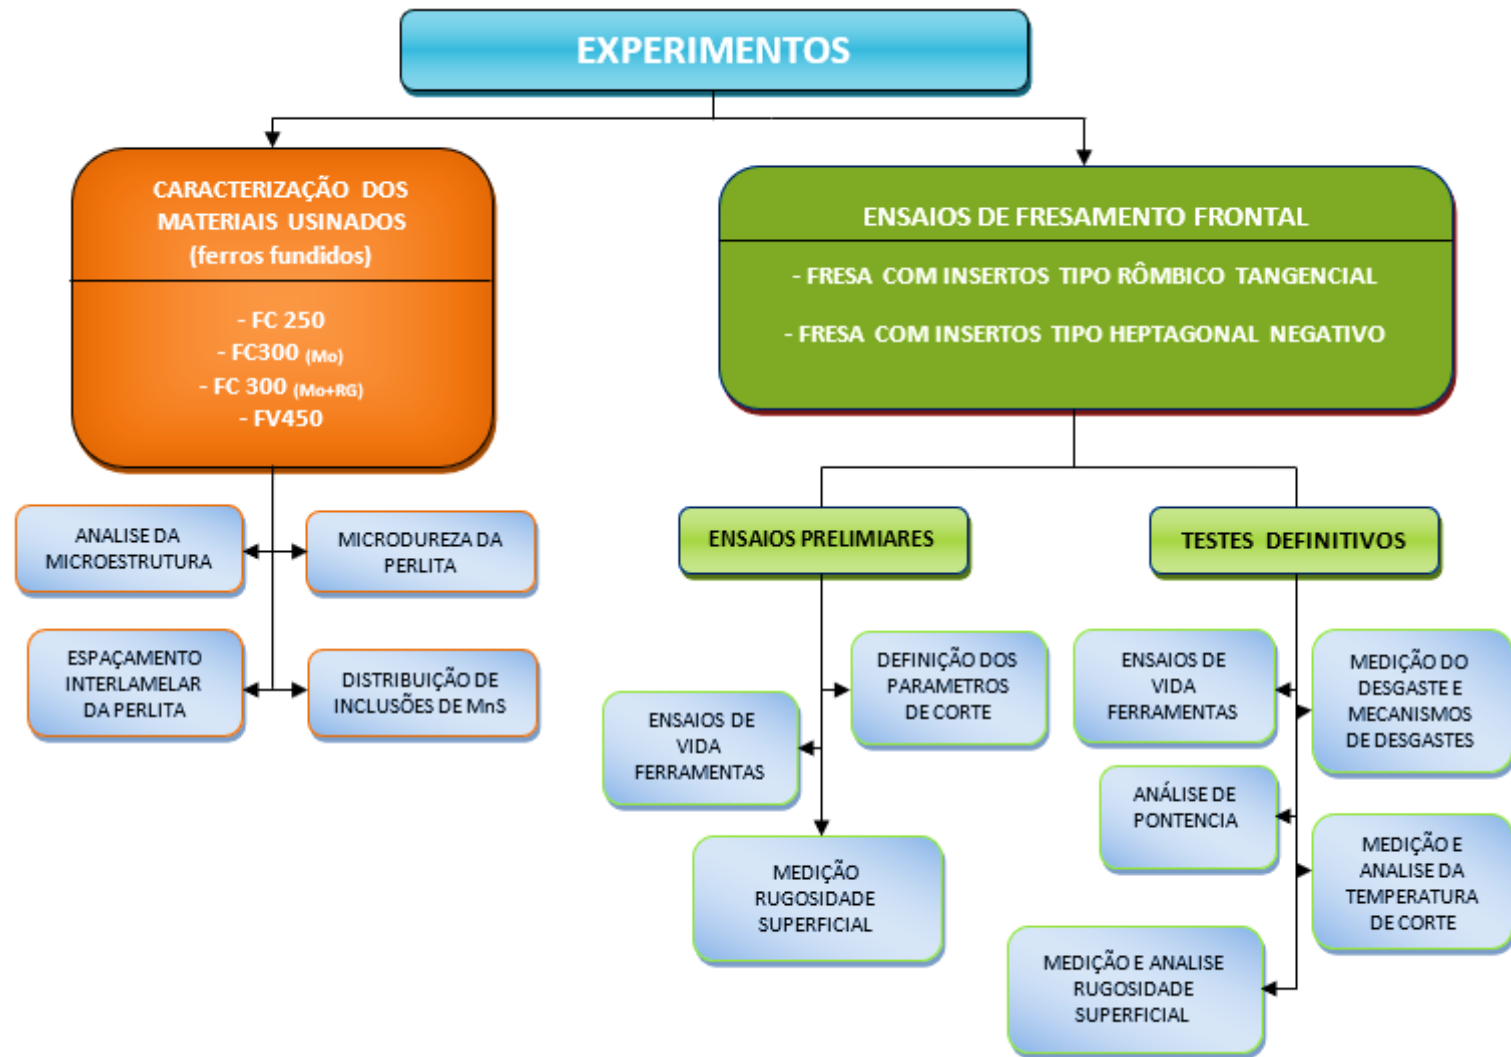 EXPERIMENTOS
CARACTERIZAÇÃO DOS
MATERIAIS USINADOS
(ferros fundidos)
- FC 250
- FC300 (Mo)
- FC 300 (Mo+RG)
- FV450
ANALISE DA
MICROESTRUTURA
MICRODUREZA DA
PERLITA
ESPAÇAMENTO
INTERLAMELAR
DA PERLITA
DISTRIBUIÇÃO DE
INCLUSÕES DE MnS
ENSAIOS DE FRESAMENTO FRONTAL
- FRESA COM INSERTOS TIPO RÔMBICO TANGENCIAL
- FRESA COM INSERTOS TIPO HEPTAGONAL NEGATIVO
ENSAIOS PRELIMIARES
DEFINIÇÃO DOS
PARAMETROS
DE CORTE
ENSAIOS DE
VIDA
FERRAMENTAS
MEDIÇÃO
RUGOSIDADE
SUPERFICIAL
TESTES DEFINITIVOS
ENSAIOS DE
VIDA
FERRAMENTAS
MEDIÇÃO DO
DESGASTE E
MECANISMOS
DE DESGASTES
ANÁLISE DE
PONTENCIA
MEDIÇÃO E
ANALISE DA
TEMPERATURA
DE CORTE
MEDIÇÃO E ANALISE
RUGOSIDADE
SUPERFICIAL